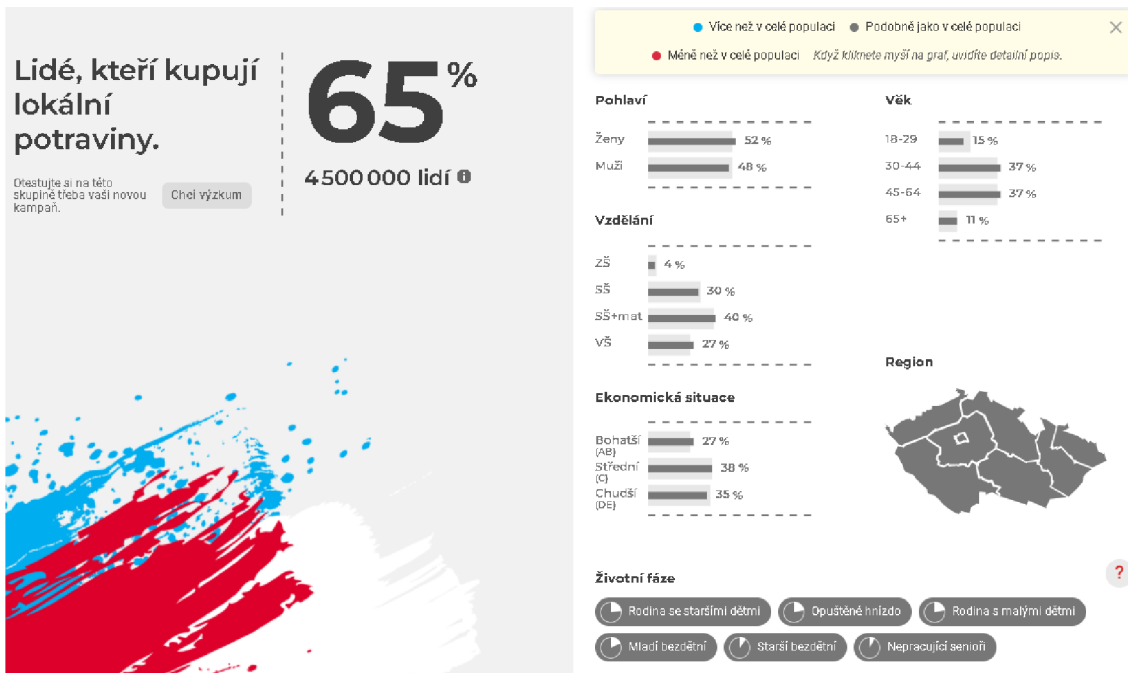 Lidé, kteří kupují
lokální
potraviny.
Otestujte si na této
skupině třeba vaši novou
kampaň.
Chci výzkum
65%
4 500 000 lidí
Více než v celé populaci
Podobně jako v celé populaci
Méně než v celé populaci
Když kliknete myší na graf, uvidíte detailní popis.
Pohlaví
Ženy 52 %
Muži 48 %
Věk
18-29 15 %
30-44 37 %
45-64 37 %
65+ 11 %
Vzdělání
ZŠ 4 %
SŠ 30 %
SŠ+mat 40 %
VŠ 27 %
Ekonomická situace
Bohatší 27 %
(AB)
Střední 38 %
(C)
Chudší 35 %
(DE)
Region
Životní fáze
?
Rodina se staršími dětmi
Opuštěné hnízdo
Rodina s malými dětmi
Mladí bezdětní
Starší bezdětní
Nepracující senioři